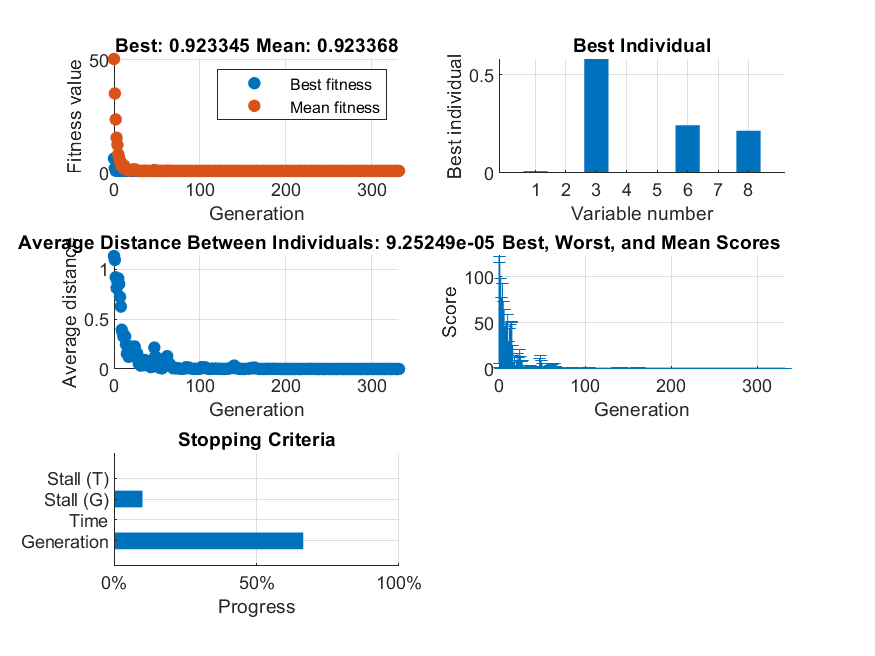 Best: 0.923345 Mean: 0.923368
Fitness value
50
0
Best fitness
Mean fitness
0
100
200
300
Generation
Best Individual
Best individual
0.5
0
1
2
3
4
5
6
7
8
Variable number
Average Distance Between Individuals: 9.25249e-05
Average distance
1
0.5
0
0
100
200
300
Generation
Best, Worst, and Mean Scores
Score
100
50
0
0
100
200
300
Generation
Stopping Criteria
Stall (T)
Stall (G)
Time
Generation
0%
50%
100%
Progress